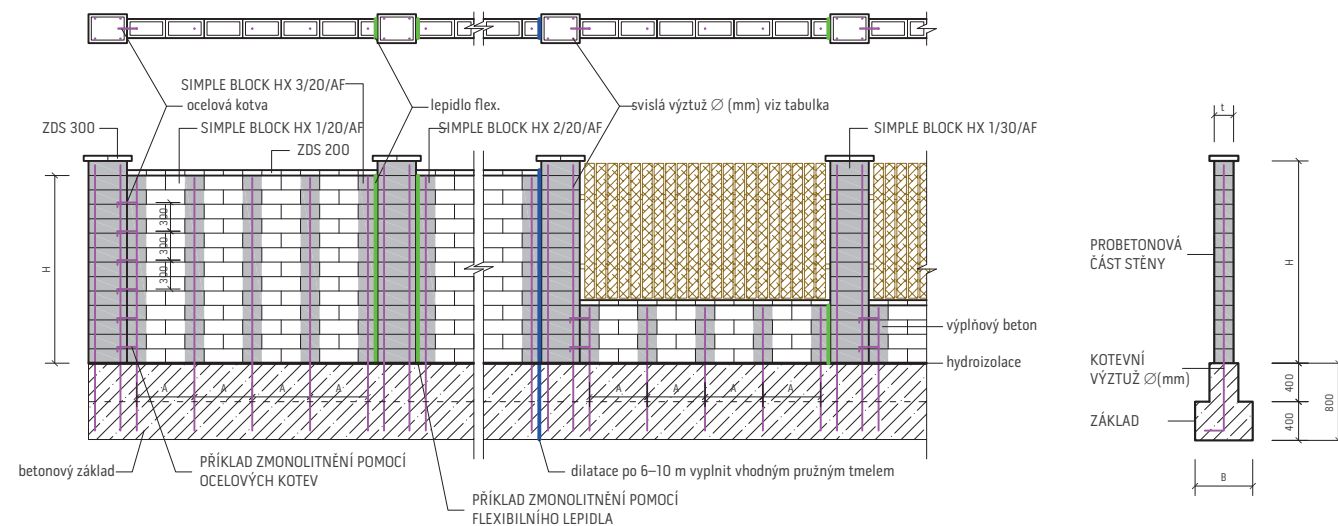 SIMPLE BLOCK HX 3/20/AF
ocelová kotva
lepidlo flex.
svislá výztuž ∅ (mm) viz tabulka
ZDS 300
SIMPLE BLOCK HX 1/20/AF
SIMPLE BLOCK HX 2/20/AF
SIMPLE BLOCK HX 1/30/AF
ZDS 200
t
300
300
300
H
PROBETONOVÁ
ČÁST STĚNY
H
výplňový beton
hydroizolace
KOTEVNÍ
VÝZTUŽ ∅(mm)
A
A
A
A
A
A
A
A
400
800
ZÁKLAD
400
betonový základ
PŘÍKLAD ZMONOLITNĚNÍ POMOCÍ
OCELOVÝCH KOTEV
dilatace po 6–10 m vyplnit vhodným pružným tmelem
B
PŘÍKLAD ZMONOLITNĚNÍ POMOCÍ
FLEXIBILNÍHO LEPIDLA